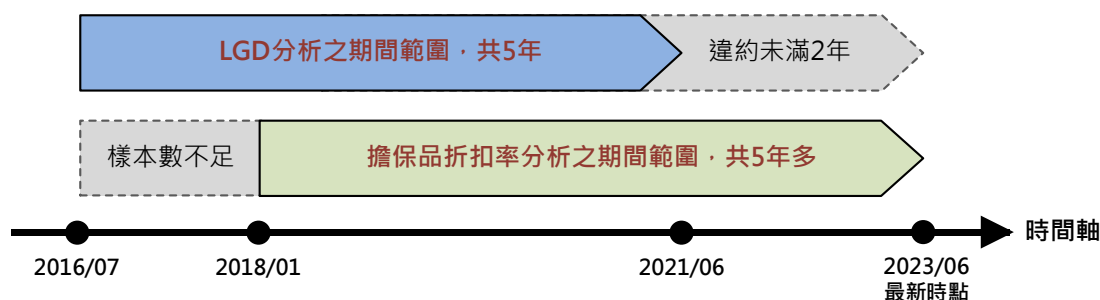 LGD分析之期間範圍，共5年
違約未滿2年
樣本數不足
擔保品折扣率分析之期間範圍，共5年多
時間軸
2016/07
2018/01
2021/06
2023/06
最新時點